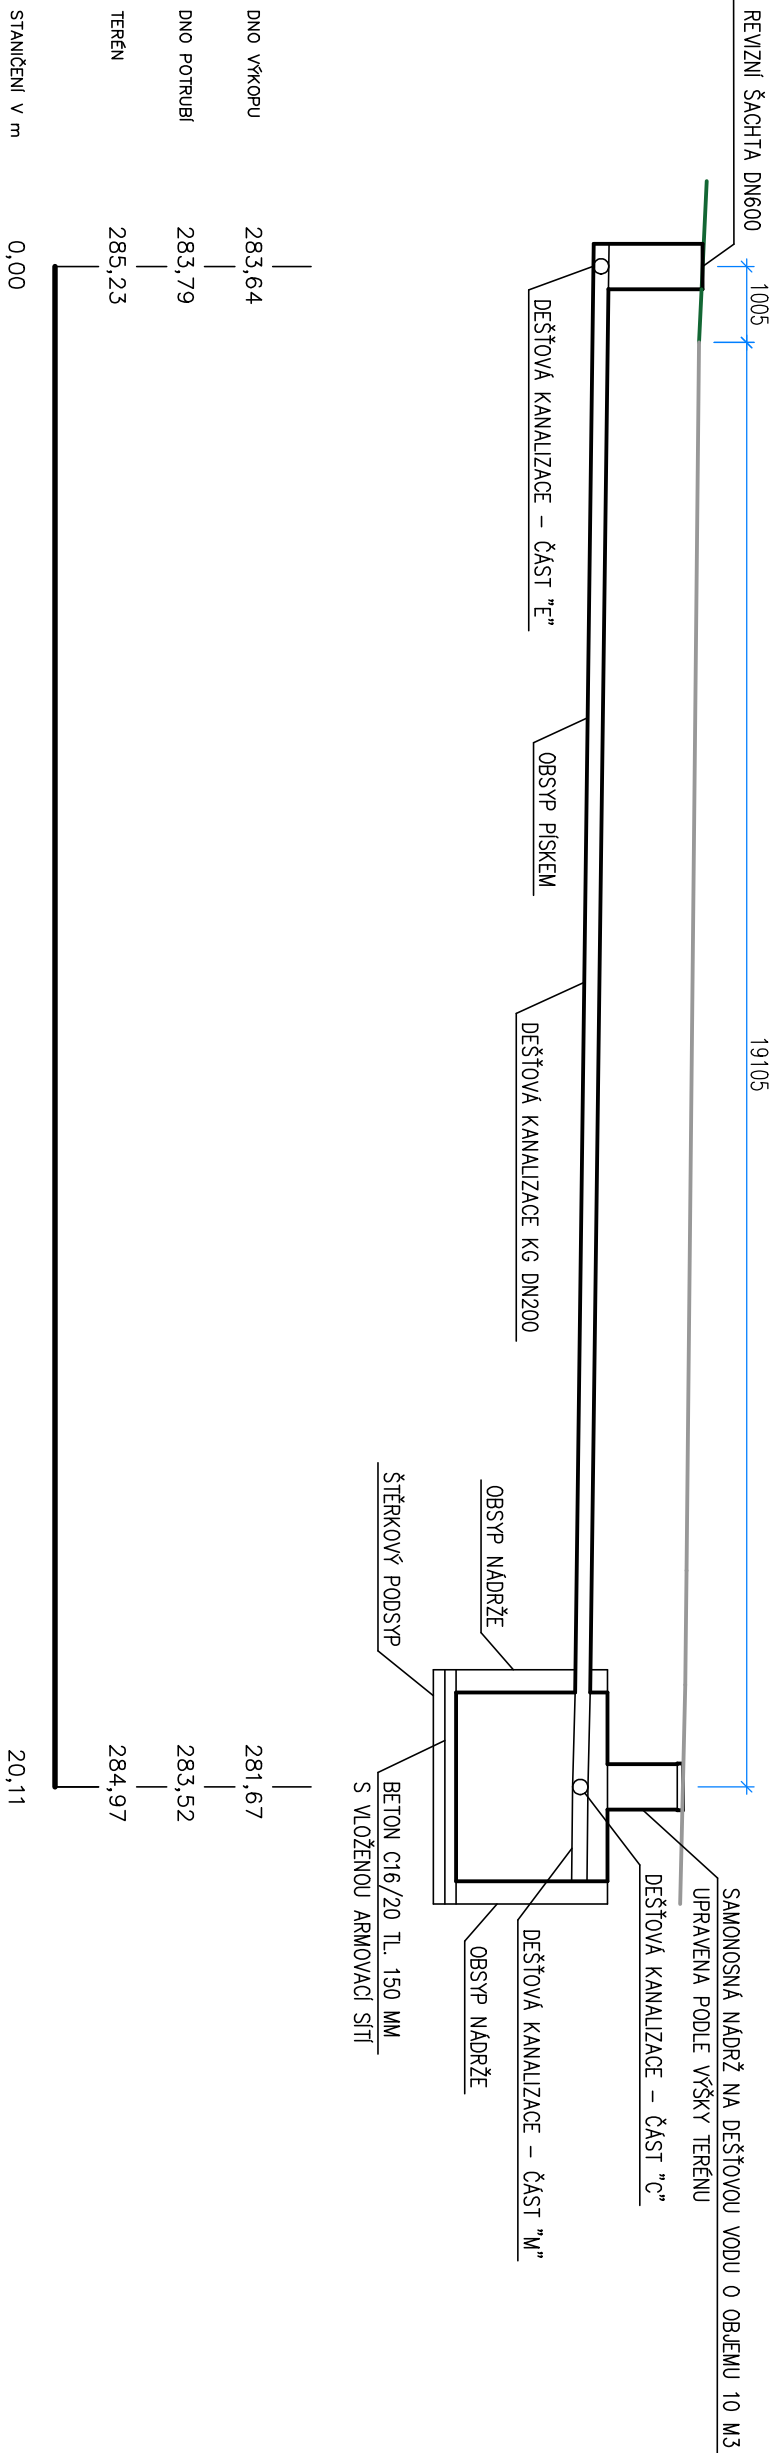 REVIZNÍ ŠACHTA DN600
1005
19105
SAMONOSNÁ NÁDRŽ NA DEŠŤOVOU VODU O OBJEMU 10 M3
UPRAVENA PODLE VÝŠKY TERÉNU
DEŠŤOVÁ KANALIZACE – ČÁST "C"
DEŠŤOVÁ KANALIZACE – ČÁST "E"
OBSYP PÍSKEM
DEŠŤOVÁ KANALIZACE KG DN200
OBSYP NÁDRŽE
DEŠŤOVÁ KANALIZACE – ČÁST "M"
OBSYP NÁDRŽE
ŠTĚRKOVÝ PODSYP
BETON C16/20 TL. 150 MM
S VLOŽENOU ARMOVACÍ SÍTÍ
DNO VÝKOPU 283,64 281,67
DNO POTRUBÍ 283,79 283,52
TERÉN 285,23 284,97
STANIČENÍ V m 0,00 20,11